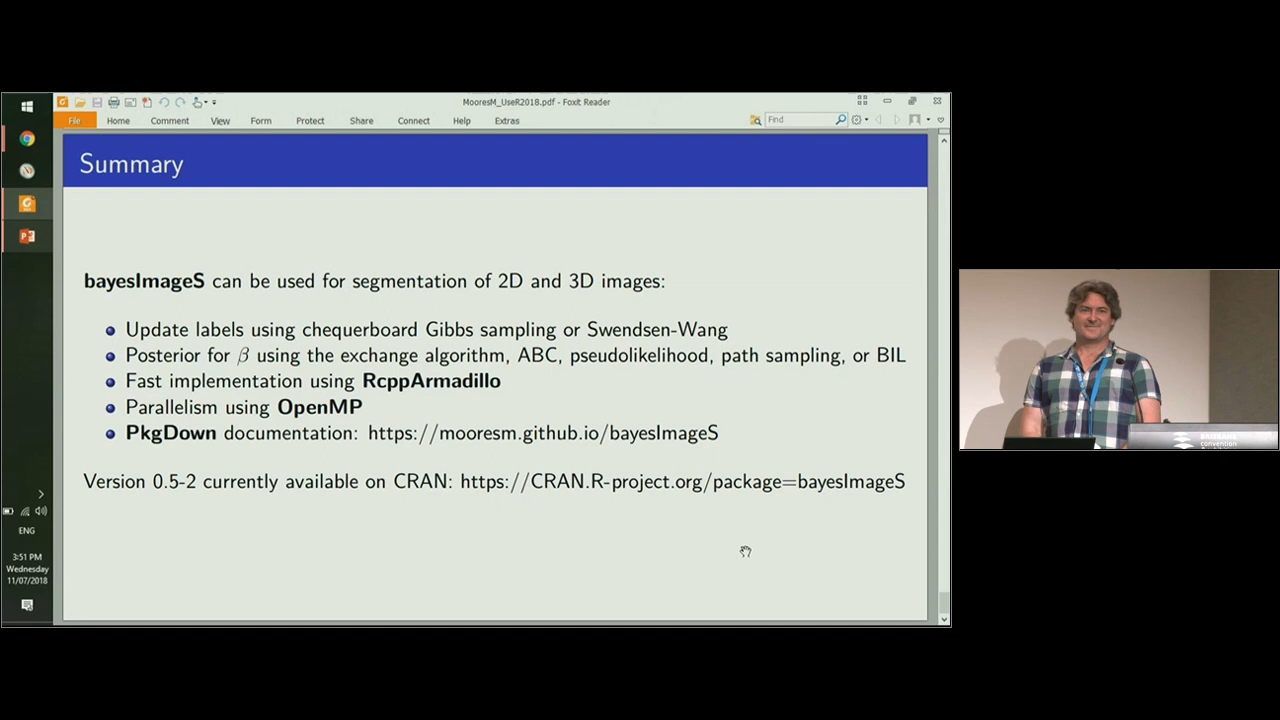 MooresM_UseR2018.pdf - Foxit Reader
File Home Comment View Form Protect Share Connect Help Extras
Find
Summary
bayesImageS can be used for segmentation of 2D and 3D images:
Update labels using chequerboard Gibbs sampling or Swendsen-Wang
Posterior for β using the exchange algorithm, ABC, pseudolikelihood, path sampling, or BIL
Fast implementation using RcppArmadillo
Parallelism using OpenMP
PkgDown documentation: https://mooresm.github.io/bayesImageS
Version 0.5-2 currently available on CRAN: https://CRAN.R-project.org/package=bayesImageS
ENG
3:51 PM
Wednesday
11/07/2018